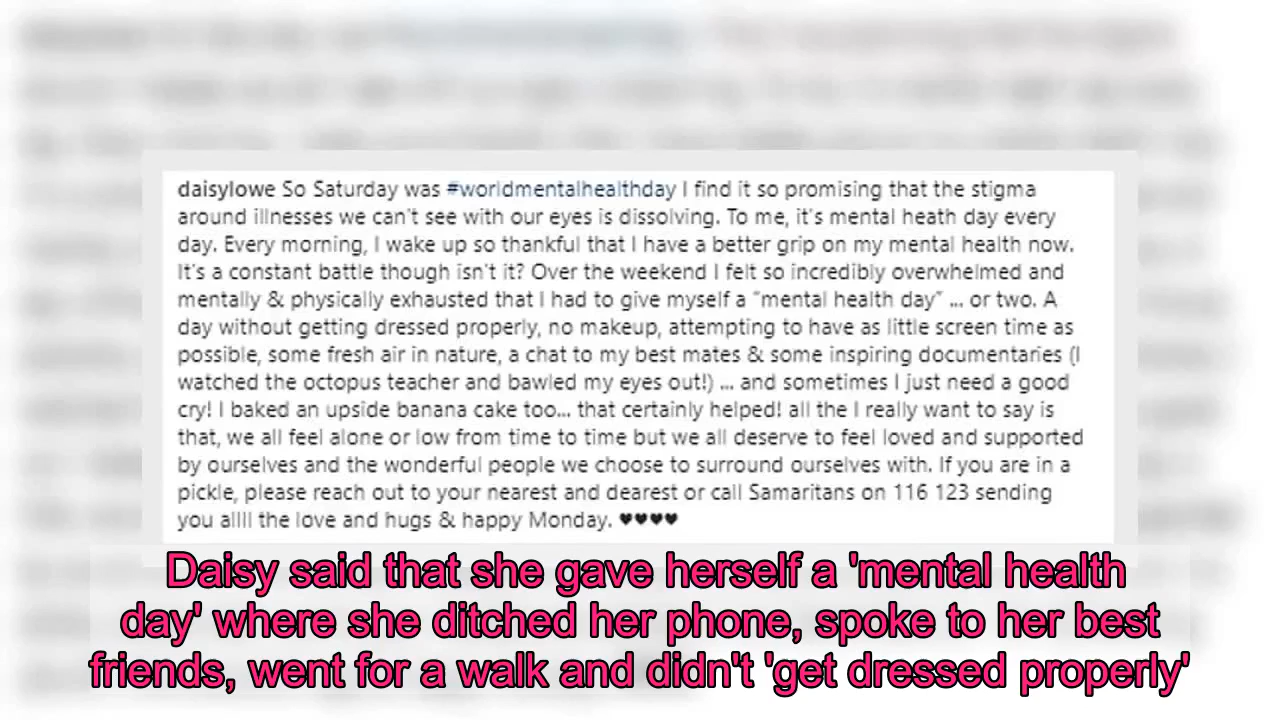 daisylowe So Saturday was #worldmentalhealthday I find it so promising that the stigma
around illnesses we can't see with our eyes is dissolving. To me, it's mental heath day every
day. Every morning, I wake up so thankful that I have a better grip on my mental health now.
It's a constant battle though isn't it? Over the weekend I felt so incredibly overwhelmed and
mentally & physically exhausted that I had to give myself a "mental health day" ... or two. A
day without getting dressed properly, no makeup, attempting to have as little screen time as
possible, some fresh air in nature, a chat to my best mates & some inspiring documentaries (I
watched the octopus teacher and bawled my eyes out!) ... and sometimes I just need a good
cry! I baked an upside banana cake too... that certainly helped! all the I really want to say is
that, we all feel alone or low from time to time but we all deserve to feel loved and supported
by ourselves and the wonderful people we choose to surround ourselves with. If you are in a
pickle, please reach out to your nearest and dearest or call Samaritans on 116 123 sending
you allll the love and hugs & happy Monday. ♥♥♥♥
Daisy said that she gave herself a 'mental health
day' where she ditched her phone, spoke to her best
friends, went for a walk and didn't 'get dressed properly'